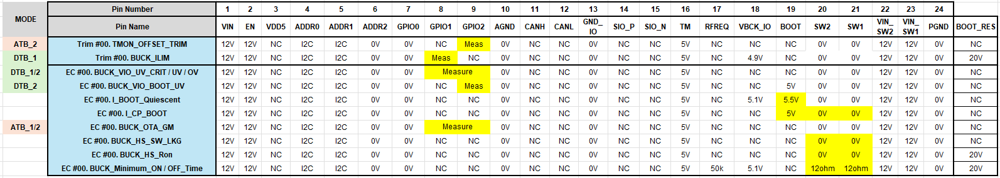 MODE Pin Number 1 2 3 4 5 6 7 8 9 10 11 12 13 14 15 16 17 18 19 20 21 22 23 24
Pin Name VIN EN VDD5 ADDR0 ADDR1 ADDR2 GPIO0 GPIO1 GPIO2 AGND CANH CANL GND_IO SIO_P SIO_N TM RFREQ VBCK_IO BOOT SW2 SW1 VIN_SW2 VIN_SW1 PGND BOOT_RES
ATB_2 Trim #00. TMON_OFFSET_TRIM 12V 12V NC I2C I2C 0V 0V NC Meas 0V NC NC 0V NC NC 5V NC NC NC 0V 0V 12V 12V 0V NC
DTB_1 Trim #00. BUCK_ILIM 12V 12V NC I2C I2C 0V 0V Meas NC 0V NC NC 0V NC NC 5V NC 4.9V NC 0V 0V 12V 12V 0V 20V
DTB_1/2 EC #00. BUCK_VIO_UV_CRIT / UV / OV 12V 12V NC I2C I2C 0V 0V Measure 0V NC NC 0V NC NC 5V NC NC NC 0V 0V 12V 12V 0V NC
DTB_2 EC #00. BUCK_VIO_BOOT_UV 12V 12V NC I2C I2C 0V 0V NC Meas 0V NC NC 0V NC NC 5V NC NC 5V 0V 0V 12V 12V 0V NC
EC #00. I_BOOT_Quiescent 12V 12V NC I2C I2C 0V 0V NC NC 0V NC NC 0V NC NC 5V NC 5.1V 5.5V 0V 0V 12V 12V 0V NC
EC #00. I_CP_BOOT 12V 12V NC I2C I2C 0V 0V NC NC 0V NC NC 0V NC NC 5V NC NC 5V 0V 0V 12V 12V 0V NC
ATB_1/2 EC #00. BUCK_OTA_GM 12V 12V NC I2C I2C 0V 0V Measure 0V NC NC 0V NC NC 5V NC NC NC 0V 0V 12V 12V 0V NC
EC #00. BUCK_HS_SW_LKG 12V 12V NC I2C I2C 0V 0V NC NC 0V NC NC 0V NC NC 5V NC NC NC 0V 0V 12V 12V 0V NC
EC #00. BUCK_HS_Ron 12V 12V NC I2C I2C 0V 0V NC NC 0V NC NC 0V NC NC 5V NC NC NC 0V 0V 12V 12V 0V 20V
EC #00. BUCK_Minimum_ON / OFF_Time 12V 12V NC I2C I2C 0V 0V NC NC 0V NC NC 0V NC NC 5V 50k 5.1V NC 12ohm 12ohm 12V 12V 0V 20V